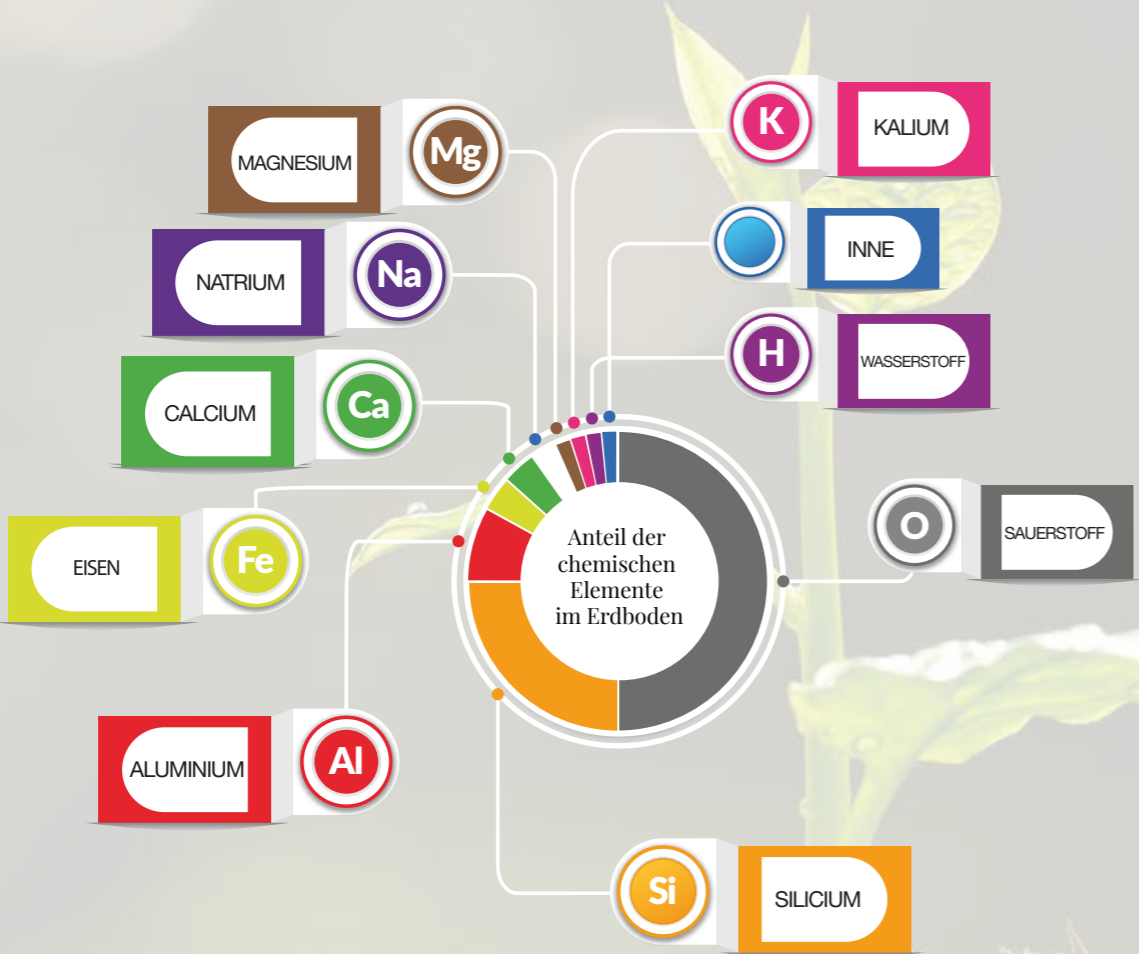 MAGNESIUM
Mg
NATRIUM
Na
CALCIUM
Ca
EISEN
Fe
ALUMINIUM
Al
K
KALIUM
INNE
H
WASSERSTOFF
O
SAUERSTOFF
Anteil der
chemischen
Elemente
im Erdboden
Si
SILICIUM